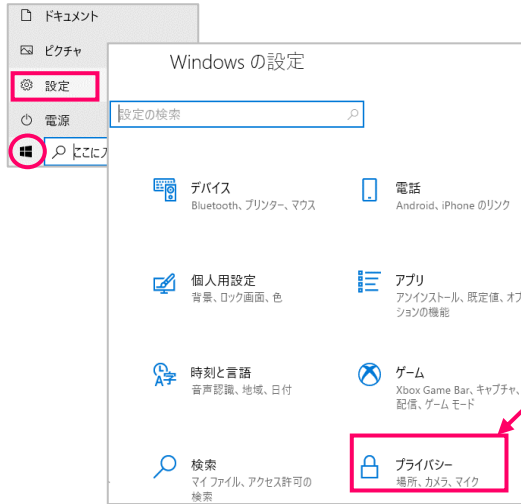 ドキュメント
ピクチャ
設定
電源
ここに入
Windows の設定
設定の検索
デバイス
Bluetooth、プリンター、マウス
電話
Android、iPhone のリンク
個人用設定
背景、ロック画面、色
アプリ
アンインストール、既定値、オプ
ションの機能
時刻と言語
音声認識、地域、日付
ゲーム
Xbox Game Bar、キャプチャ、
配信、ゲーム モード
検索
マイ ファイル、アクセス許可の
検索
プライバシー
場所、カメラ、マイク